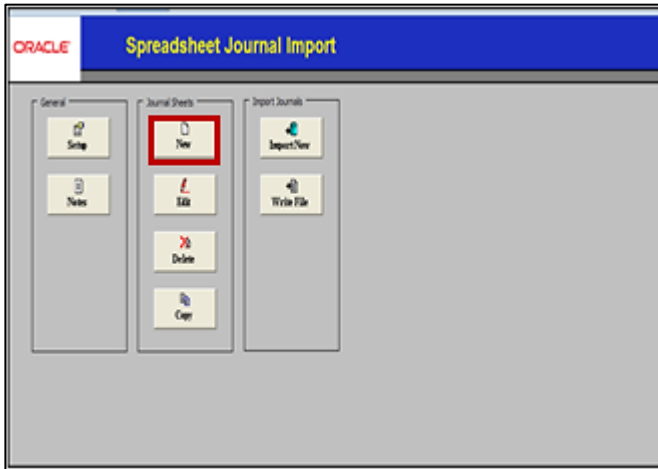 ORACLE
Spreadsheet Journal Import
General
Journal Sheets
Import Journals
Setup
New
Import Now
Notes
Edit
Write File
Delete
Copy